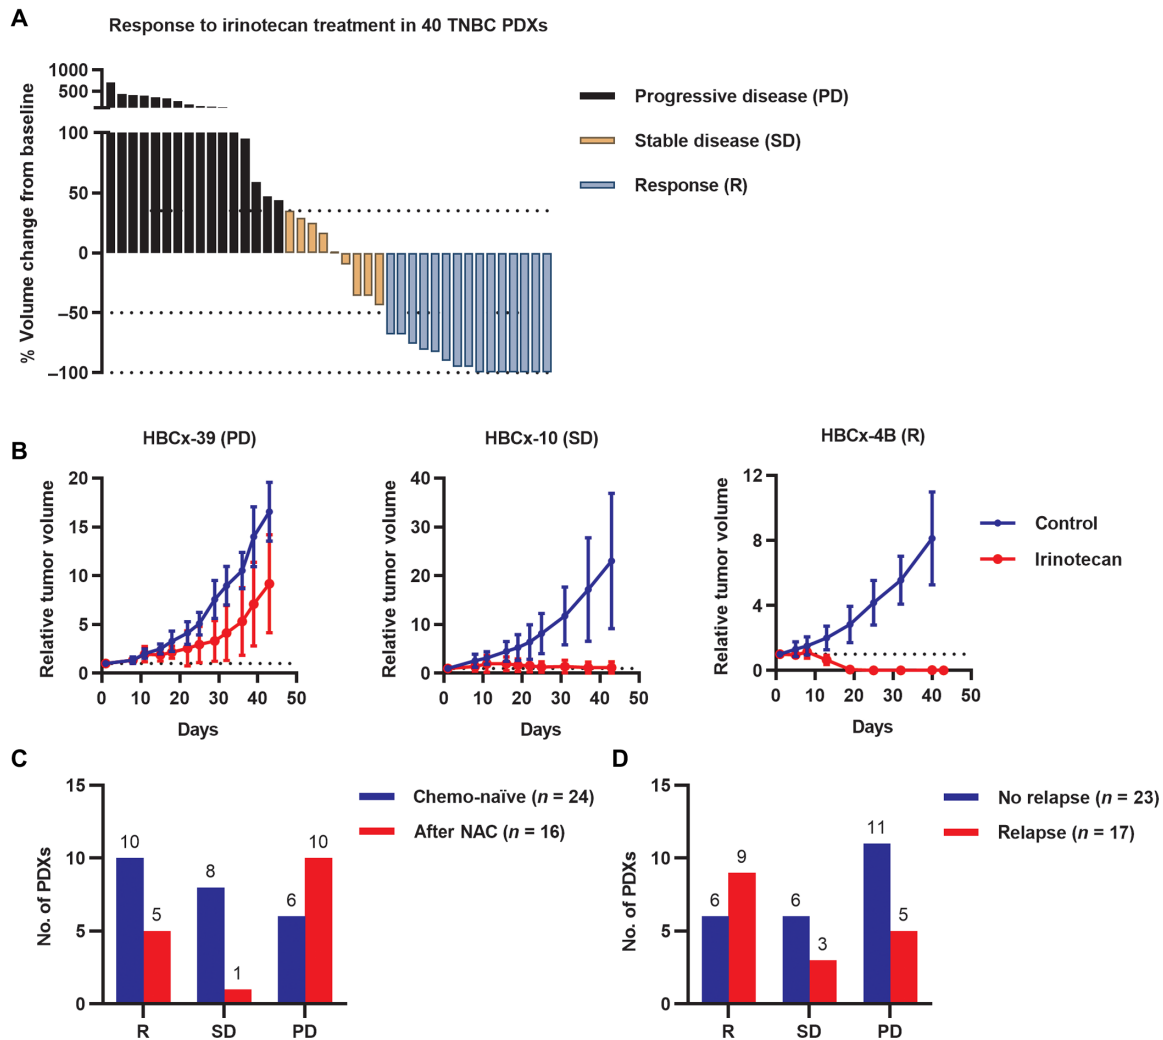 A
Response to irinotecan treatment in 40 TNBC PDXs
% Volume change from baseline
1000
500
100
50
0
–50
–100
Progressive disease (PD)
Stable disease (SD)
Response (R)
B
HBCx-39 (PD)
Relative tumor volume
20
15
10
5
0
0 10 20 30 40 50
Days
HBCx-10 (SD)
Relative tumor volume
40
30
20
10
0
0 10 20 30 40 50
Days
HBCx-4B (R)
Relative tumor volume
12
8
4
0
0 10 20 30 40 50
Days
Control
Irinotecan
C
No. of PDXs
15
10
5
0
10 5 8 1 6 10
R SD PD
Chemo-naïve (n = 24)
After NAC (n = 16)
D
No. of PDXs
15
10
5
0
6 9 6 3 11 5
R SD PD
No relapse (n = 23)
Relapse (n = 17)